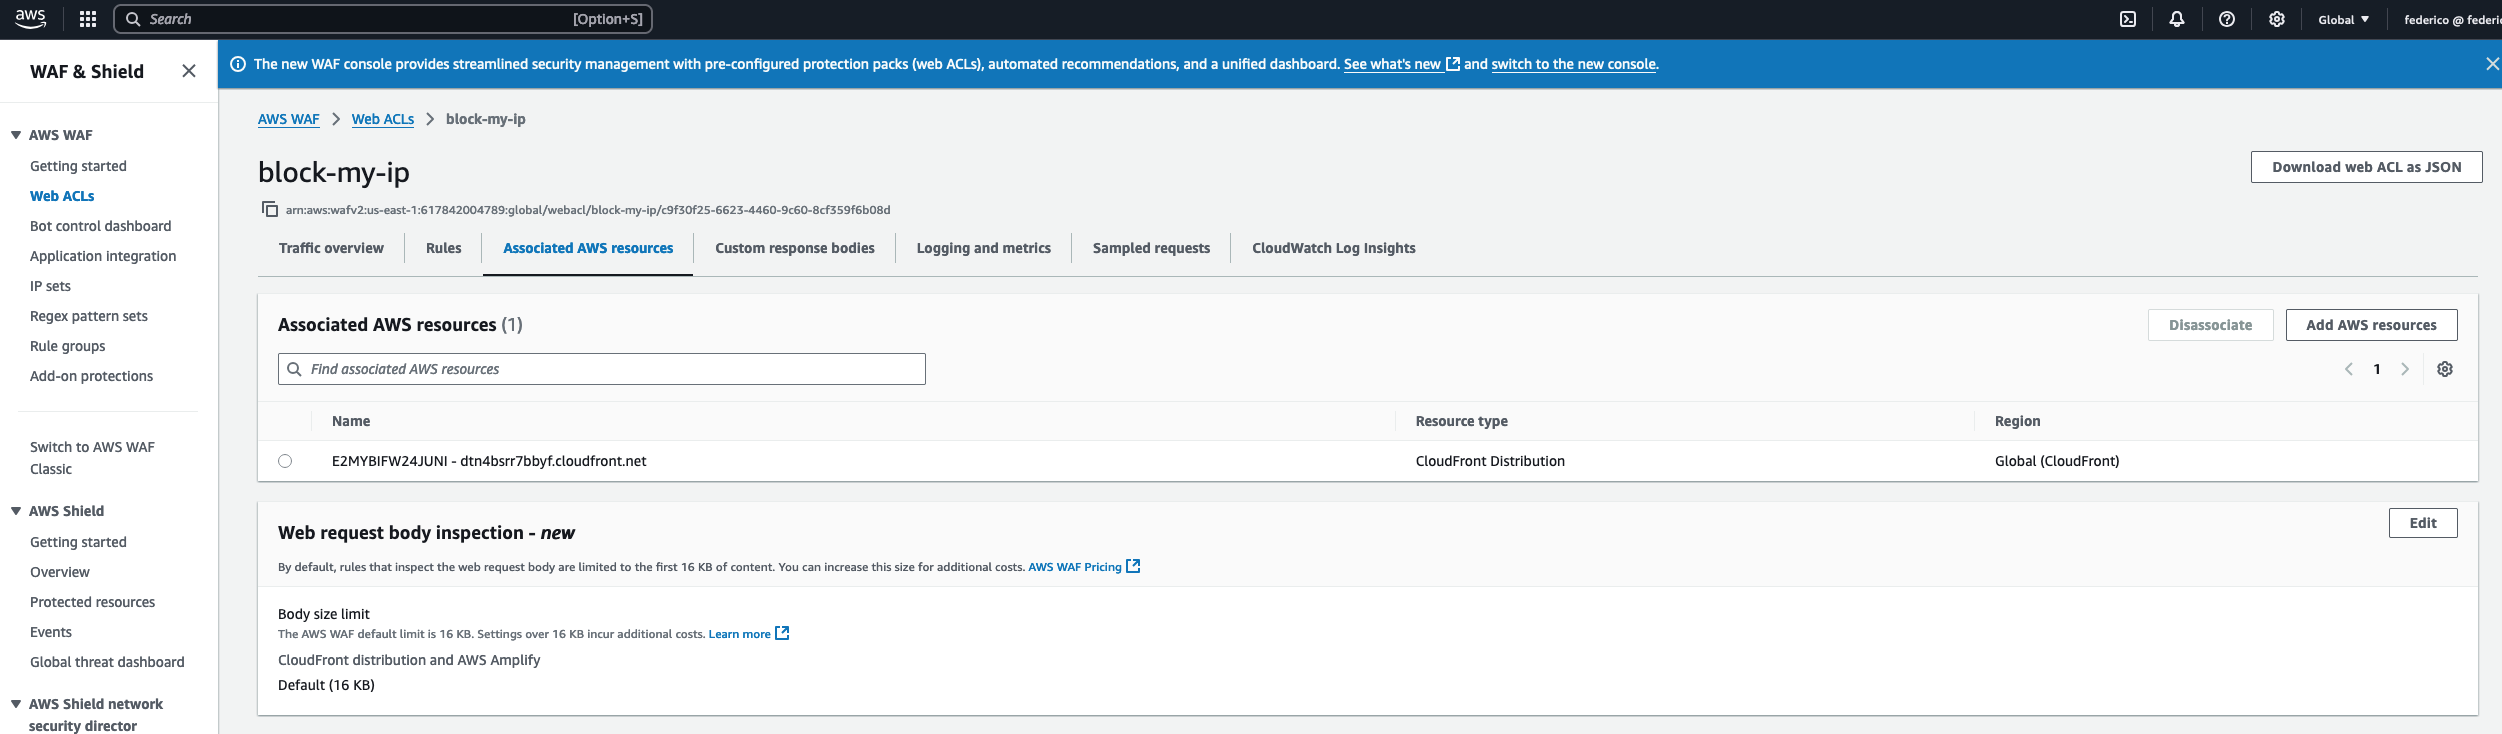 aws
Search [Option+S]
Global
federico @ federic
WAF & Shield
AWS WAF
Getting started
Web ACLs
Bot control dashboard
Application integration
IP sets
Regex pattern sets
Rule groups
Add-on protections
Switch to AWS WAF
Classic
AWS Shield
Getting started
Overview
Protected resources
Events
Global threat dashboard
AWS Shield network
security director
The new WAF console provides streamlined security management with pre-configured protection packs (web ACLs), automated recommendations, and a unified dashboard. See what's new and switch to the new console.
AWS WAF > Web ACLs > block-my-ip
block-my-ip
Download web ACL as JSON
arn:aws:wafv2:us-east-1:617842004789:global/webacl/block-my-ip/c9f30f25-6623-4460-9c60-8cf359f6b08d
Traffic overview Rules Associated AWS resources Custom response bodies Logging and metrics Sampled requests CloudWatch Log Insights
Associated AWS resources (1)
Disassociate Add AWS resources
Find associated AWS resources
1
Name Resource type Region
E2MYBIFW24JUNI - dtn4bsrr7bbyf.cloudfront.net CloudFront Distribution Global (CloudFront)
Web request body inspection - new
Edit
By default, rules that inspect the web request body are limited to the first 16 KB of content. You can increase this size for additional costs. AWS WAF Pricing
Body size limit
The AWS WAF default limit is 16 KB. Settings over 16 KB incur additional costs. Learn more
CloudFront distribution and AWS Amplify
Default (16 KB)